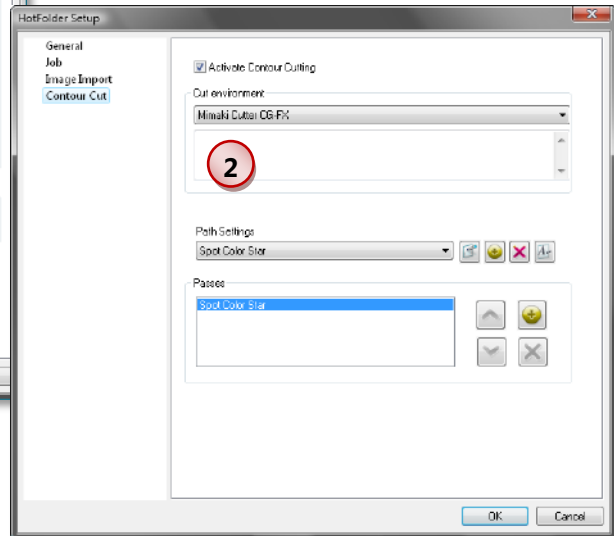 HotFolder Setup
General
Job
Image Import
Contour Cut
Activate Contour Cutting
Cut environment
Mimaki Cutter CG-FX
2
Path Settings
Spot Color Star
Passes
Spot Color Star
OK
Cancel